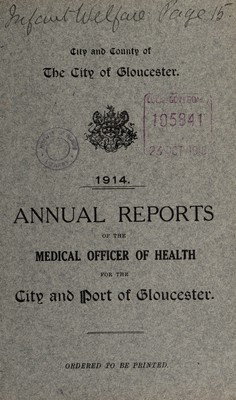 Infant Welfare Page 15.
City and County of
The City of Gloucester.
105941
1914.
ANNUAL REPORTS
OF THE
MEDICAL OFFICER OF HEALTH
FOR THE
City and Port of Gloucester.
ORDERED TO BE PRINTED.